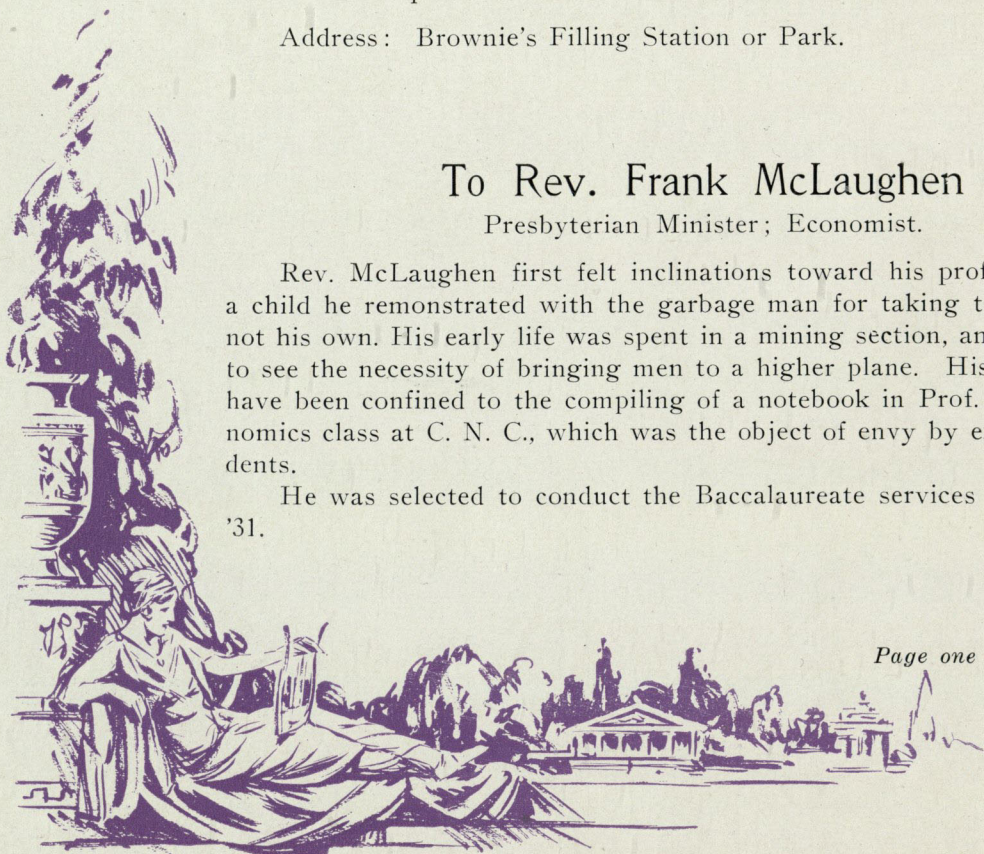 Address: Brownie's Filling Station or Park.
To Rev. Frank McLaughen
Presbyterian Minister; Economist.
Rev. McLaughen first felt inclinations toward his
a child he remonstrated with the garbage man for taking
not his own. His early life was spent in a mining section,
to see the necessity of bringing men to a higher plane. His
have been confined to the compiling of a notebook in Prof.
nomics class at C. N. C., which was the object of envy by
dents.
He was selected to conduct the Baccalaureate services
'31.
Page one